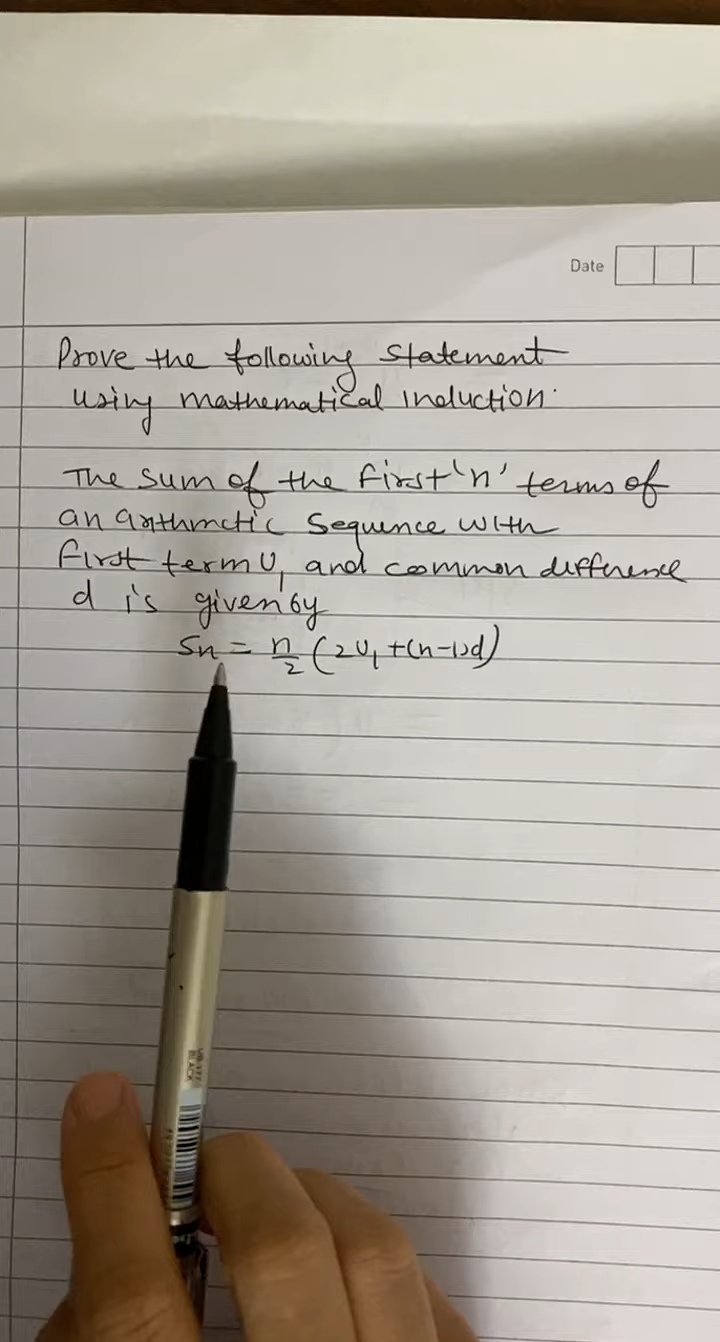 Date
Prove the following statement
using mathematical induction.
The sum of the first 'n' terms of
an arithmetic sequence with
first term U₁ and common difference
d is given by
Sn = n/2 (2U₁ + (n-1)d)